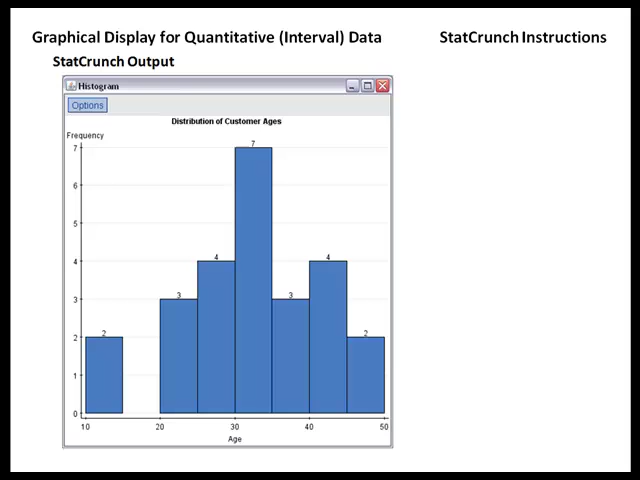 Graphical Display for Quantitative (Interval) Data
StatCrunch Instructions
StatCrunch Output
Histogram
Options
Distribution of Customer Ages
Frequency
7
7
6
5
4
4
4
3
3
3
2
2
2
1
0
10
20
30
40
50
Age